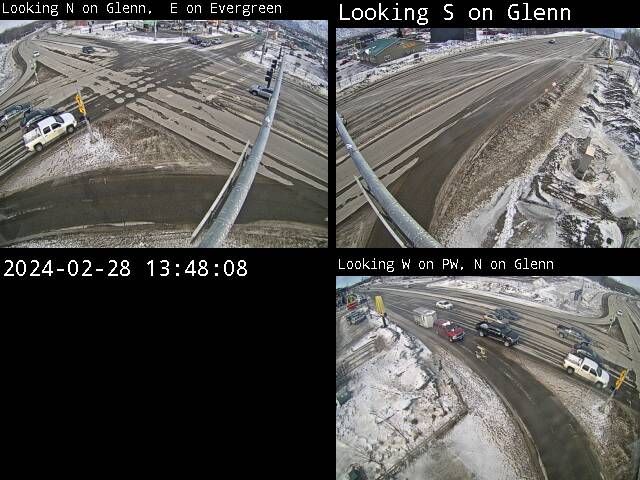 Looking N on Glenn, E on Evergreen
Looking S on Glenn
2024-02-28 13:48:08
Looking W on PW, N on Glenn